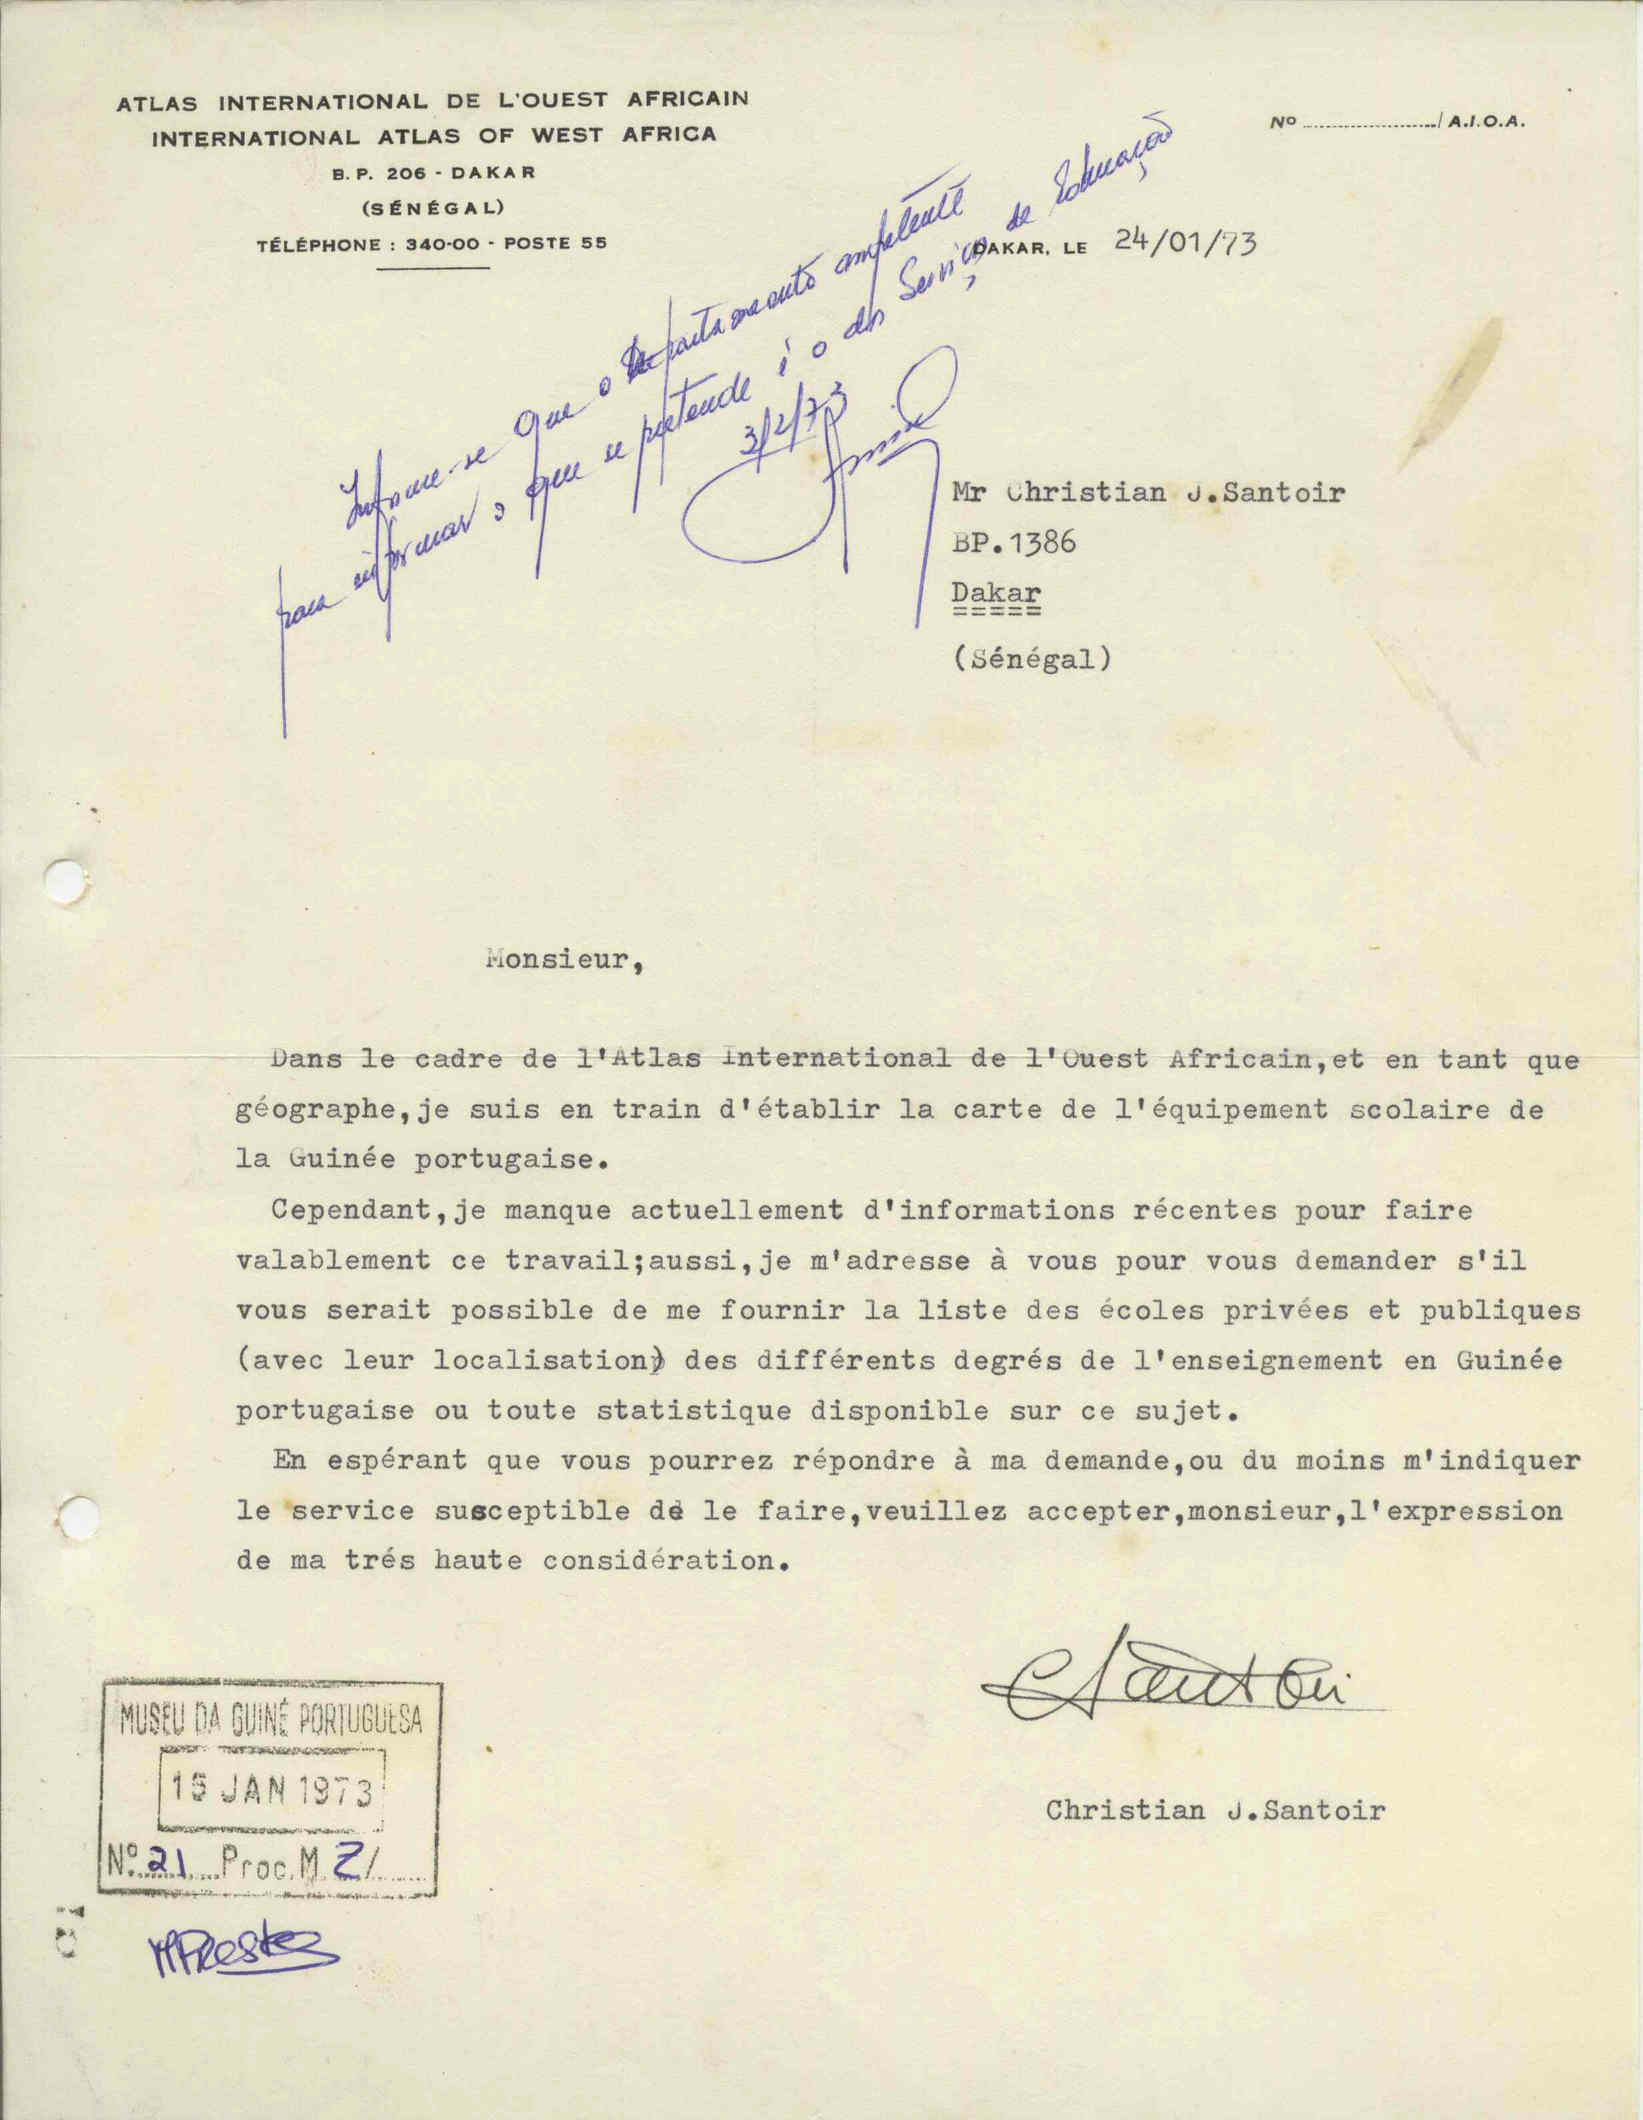 ATLAS INTERNATIONAL DE L'OUEST AFRICAIN
INTERNATIONAL ATLAS OF WEST AFRICA
B.P. 206 - DAKAR
(SÉNÉGAL)
TÉLÉPHONE : 340-00 - POSTE 55
No ............/ A.I.O.A.
DAKAR, LE 24/01/73
Informe-se que o Departamento competente
para informar o que se pretende é o dos Serviços de Educação
3/2/73
Mr Christian J.Santoir
BP.1386
Dakar
=====
(Sénégal)
Monsieur,
Dans le cadre de l'Atlas International de l'Ouest Africain,et en tant que
géographe,je suis en train d'établir la carte de l'équipement scolaire de
la Guinée portugaise.
Cependant,je manque actuellement d'informations récentes pour faire
valablement ce travail;aussi,je m'adresse à vous pour vous demander s'il
vous serait possible de me fournir la liste des écoles privées et publiques
(avec leur localisation) des différents degrés de l'enseignement en Guinée
portugaise ou toute statistique disponible sur ce sujet.
En espérant que vous pourrez répondre à ma demande,ou du moins m'indiquer
le service susceptible de le faire,veuillez accepter,monsieur,l'expression
de ma trés haute considération.
CSantoir
Christian J.Santoir
MUSEU DA GUINÉ PORTUGUESA
15 JAN 1973
Nº 21 Proc. M Z/
MPrestes